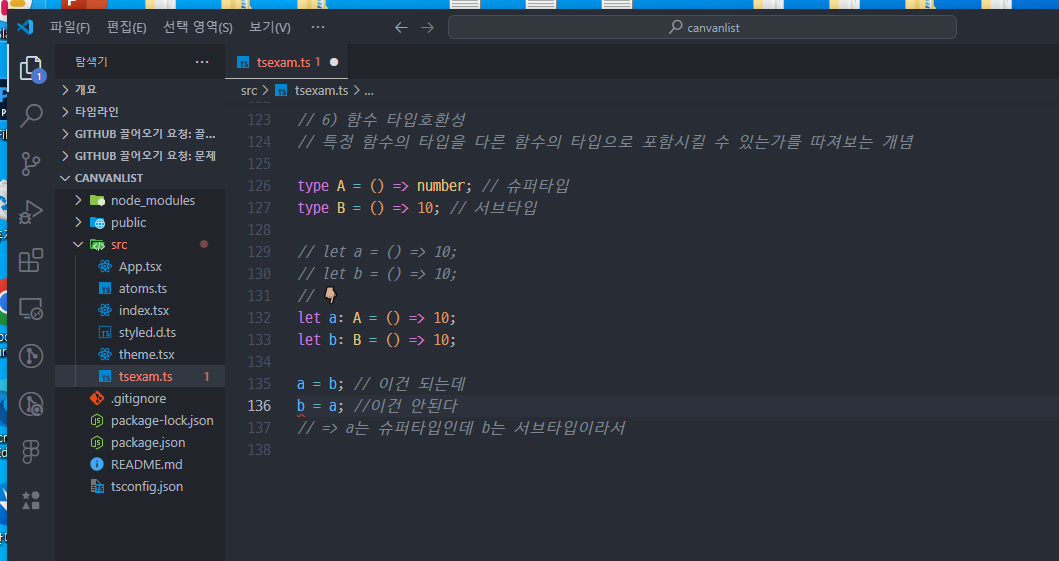 파일(F) 편집(E) 선택 영역(S) 보기(V) ··· canvanlist
탐색기 ···
tsexam.ts 1
개요
src > tsexam.ts > ...
타임라인
GITHUB 끌어오기 요청: 끌...
GITHUB 끌어오기 요청: 문제
CANVANLIST
node_modules
public
src
App.tsx
atoms.ts
index.tsx
styled.d.ts
theme.tsx
tsexam.ts 1
.gitignore
package-lock.json
package.json
README.md
tsconfig.json
1
123 // 6) 함수 타입호환성
124 // 특정 함수의 타입을 다른 함수의 타입으로 포함시킬 수 있는가를 따져보는 개념
125
126 type A = () => number; // 슈퍼타입
127 type B = () => 10; // 서브타입
128
129 // let a = () => 10;
130 // let b = () => 10;
131 // 👇🏽
132 let a: A = () => 10;
133 let b: B = () => 10;
134
135 a = b; // 이건 되는데
136 b = a; //이건 안된다
137 // => a는 슈퍼타입인데 b는 서브타입이라서
138